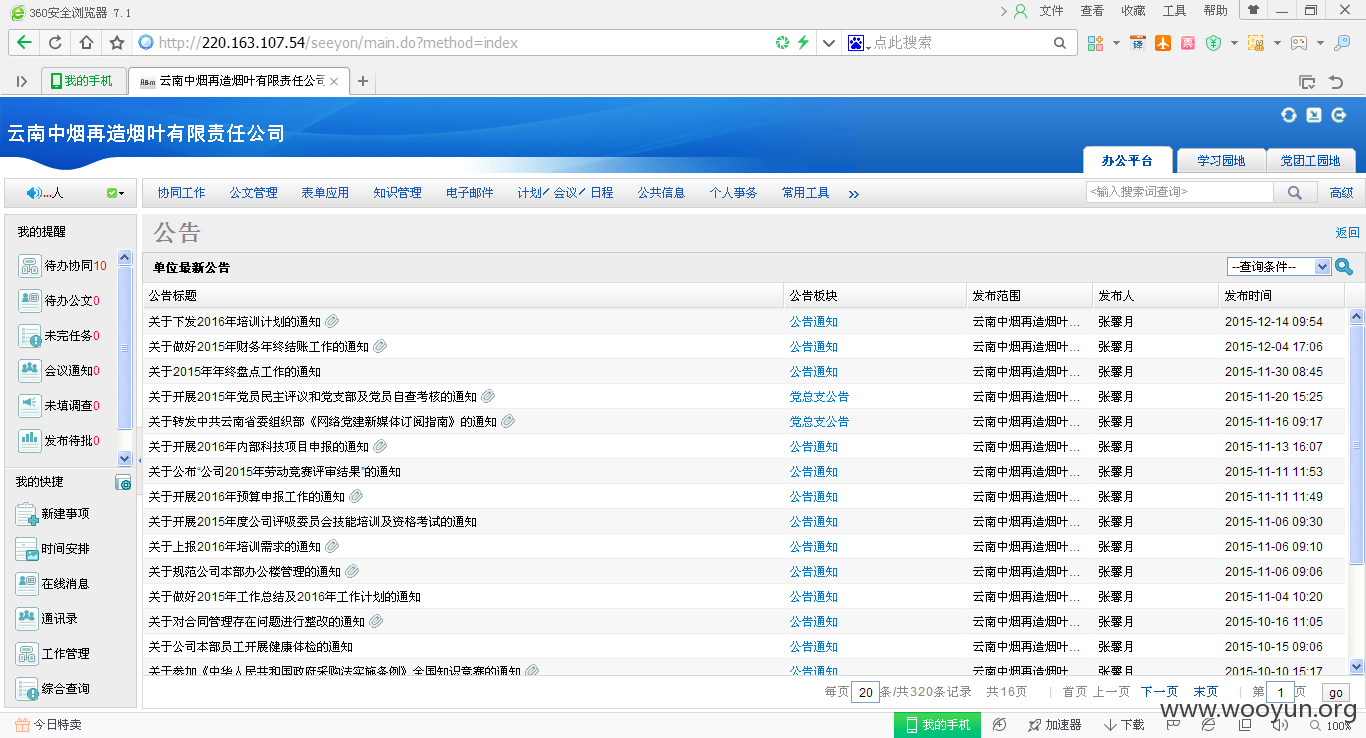 360安全浏览器 7.1
文件 查看 收藏 工具 帮助
http://220.163.107.54/seeyon/main.do?method=index
点此搜索
译
票
我的手机
云南中烟再造烟叶有限责任公司
云南中烟再造烟叶有限责任公司
办公平台 学习园地 党团工园地
...人
协同工作 公文管理 表单应用 知识管理 电子邮件 计划/会议/日程 公共信息 个人事务 常用工具 »
<输入搜索词查询>
高级
我的提醒
待办协同10
待办公文0
未完任务0
会议通知0
未填调查0
发布待批0
我的快捷
新建事项
时间安排
在线消息
通讯录
工作管理
综合查询
公告
返回
单位最新公告
--查询条件--
公告标题 公告板块 发布范围 发布人 发布时间
关于下发2016年培训计划的通知 公告通知 云南中烟再造烟叶... 张馨月 2015-12-14 09:54
关于做好2015年财务年终结账工作的通知 公告通知 云南中烟再造烟叶... 张馨月 2015-12-04 17:06
关于2015年年终盘点工作的通知 公告通知 云南中烟再造烟叶... 张馨月 2015-11-30 08:45
关于开展2015年党员民主评议和党支部及党员自查考核的通知 党总支公告 云南中烟再造烟叶... 张馨月 2015-11-20 15:25
关于转发中共云南省委组织部《网络党建新媒体订阅指南》的通知 党总支公告 云南中烟再造烟叶... 张馨月 2015-11-16 09:17
关于开展2016年内部科技项目申报的通知 公告通知 云南中烟再造烟叶... 张馨月 2015-11-13 16:07
关于公布“公司2015年劳动竞赛评审结果”的通知 公告通知 云南中烟再造烟叶... 张馨月 2015-11-11 11:53
关于开展2016年预算申报工作的通知 公告通知 云南中烟再造烟叶... 张馨月 2015-11-11 11:49
关于开展2015年度公司评吸委员会技能培训及资格考试的通知 公告通知 云南中烟再造烟叶... 张馨月 2015-11-06 09:30
关于上报2016年培训需求的通知 公告通知 云南中烟再造烟叶... 张馨月 2015-11-06 09:10
关于规范公司本部办公楼管理的通知 公告通知 云南中烟再造烟叶... 张馨月 2015-11-06 09:06
关于做好2015年工作总结及2016年工作计划的通知 公告通知 云南中烟再造烟叶... 张馨月 2015-11-04 10:20
关于对合同管理存在问题进行整改的通知 公告通知 云南中烟再造烟叶... 张馨月 2015-10-16 11:05
关于公司本部员工开展健康体检的通知 公告通知 云南中烟再造烟叶... 张馨月 2015-10-15 09:06
关于参加《中华人民共和国政府采购法实施条例》全国知识竞赛的通知 公告通知 云南中烟再造烟叶... 张馨月 2015-10-10 15:17
每页 20 条/共320条记录 共16页 | 首页 上一页 下一页 末页 | 第 1 页 go
www.wooyun.org
今日特卖
我的手机
加速器
下载
100%